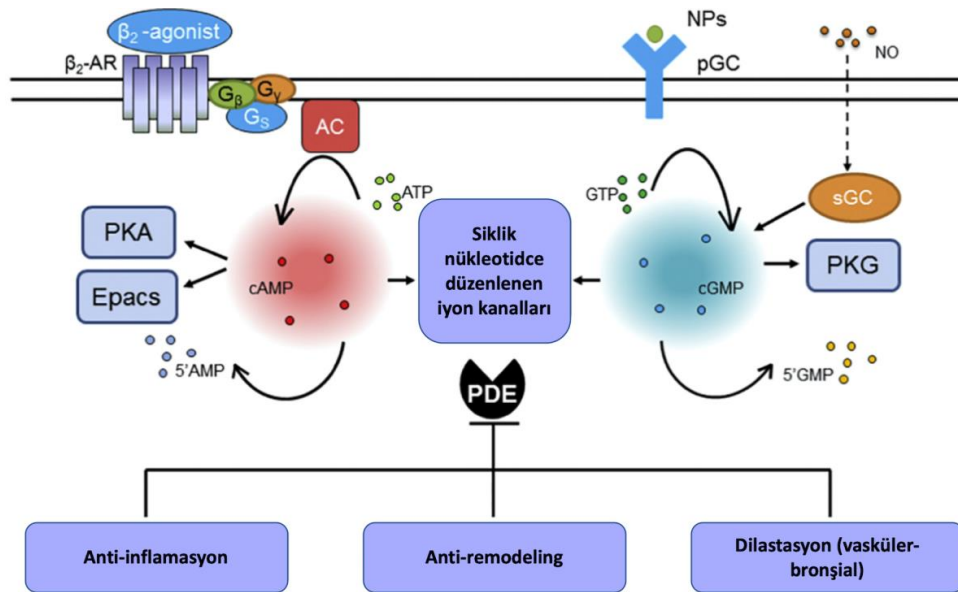 β₂-agonist
β₂-AR
Gβ
Gγ
Gs
AC
NPs
pGC
NO
ATP
GTP
sGC
PKA
Epacs
cAMP
Siklik
nükleotidce
düzenlenen
iyon kanalları
cGMP
PKG
5'AMP
5'GMP
PDE
Anti-inflamasyon
Anti-remodeling
Dilastasyon (vasküler-
bronşial)